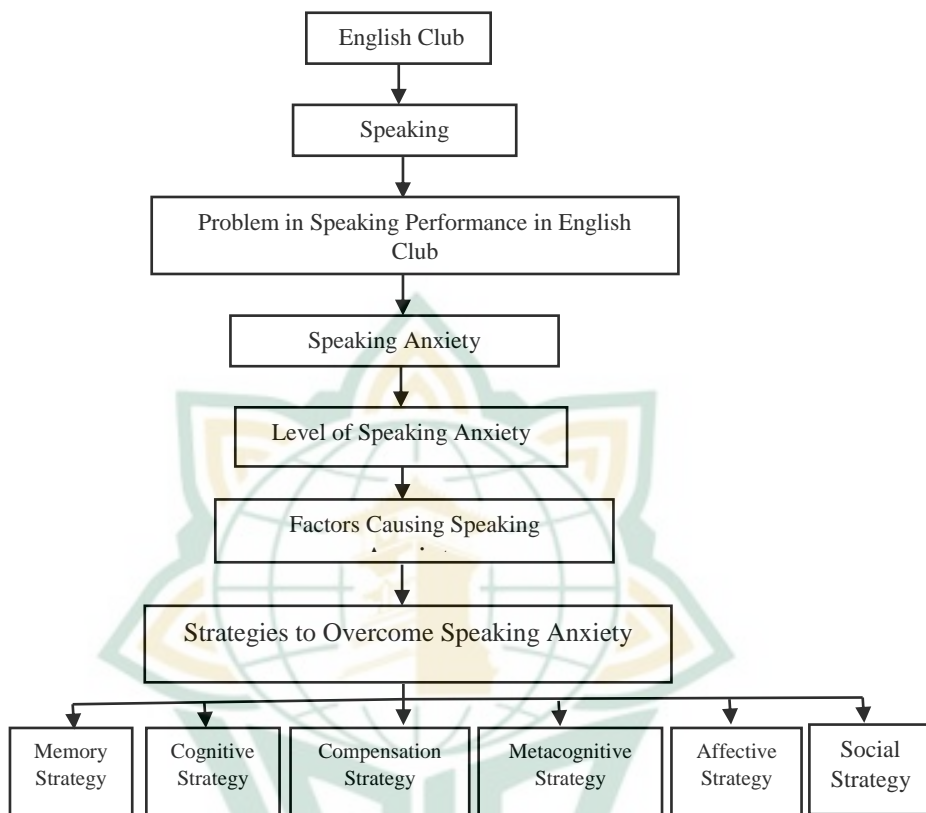 English Club
Speaking
Problem in Speaking Performance in English
Club
Speaking Anxiety
Level of Speaking Anxiety
Factors Causing Speaking
Strategies to Overcome Speaking Anxiety
Memory
Strategy
Cognitive
Strategy
Compensation
Strategy
Metacognitive
Strategy
Affective
Strategy
Social
Strategy